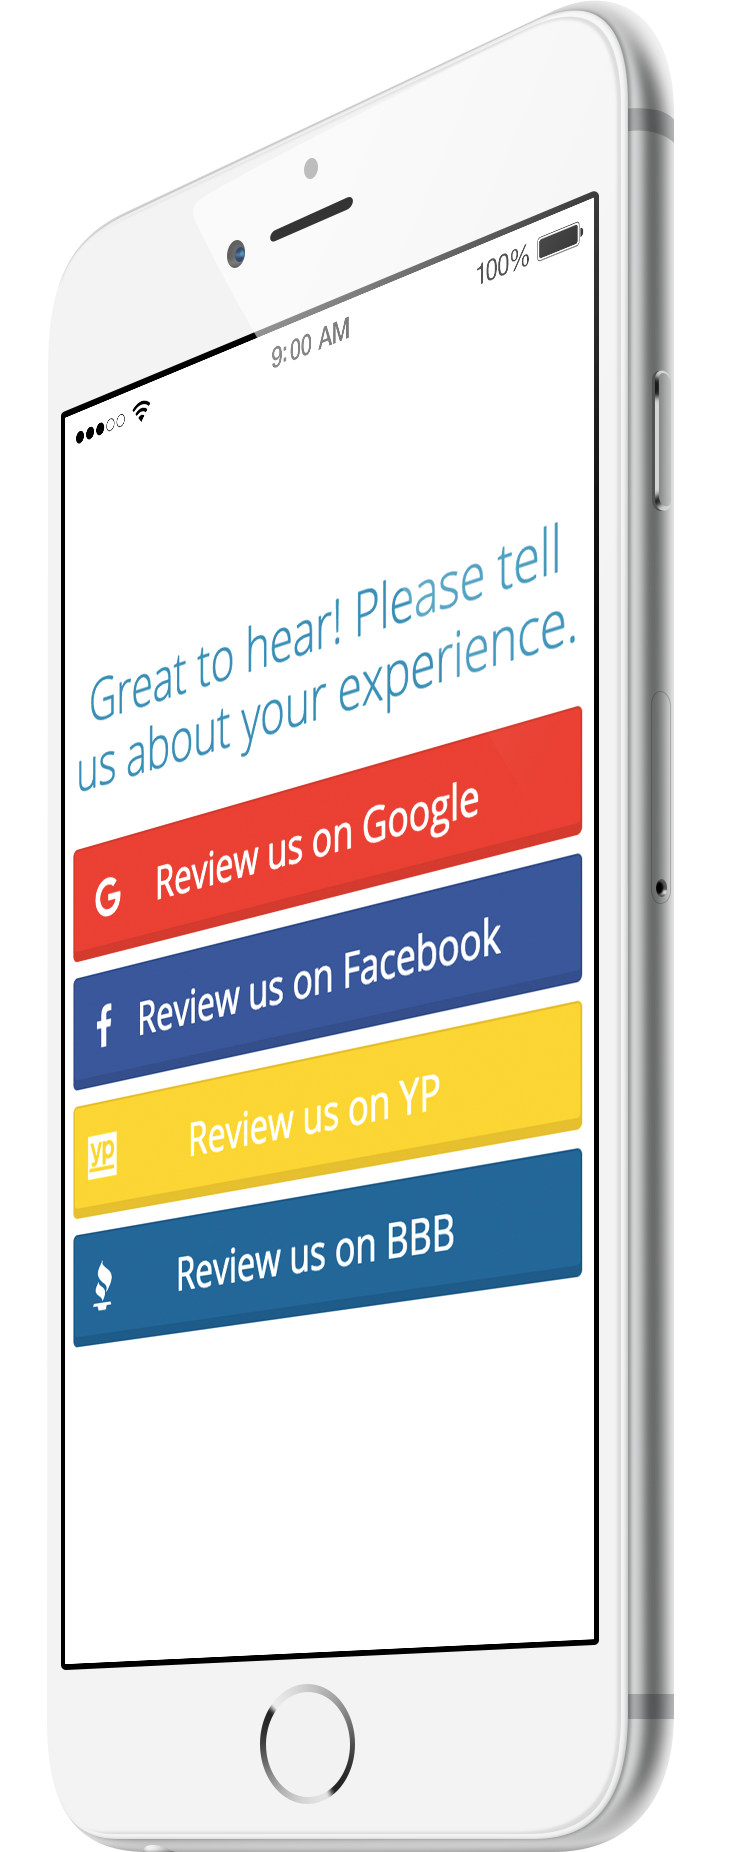 100%
9:00 AM
Great to hear! Please tell
us about your experience.
G Review us on Google
f Review us on Facebook
yp Review us on YP
Review us on BBB